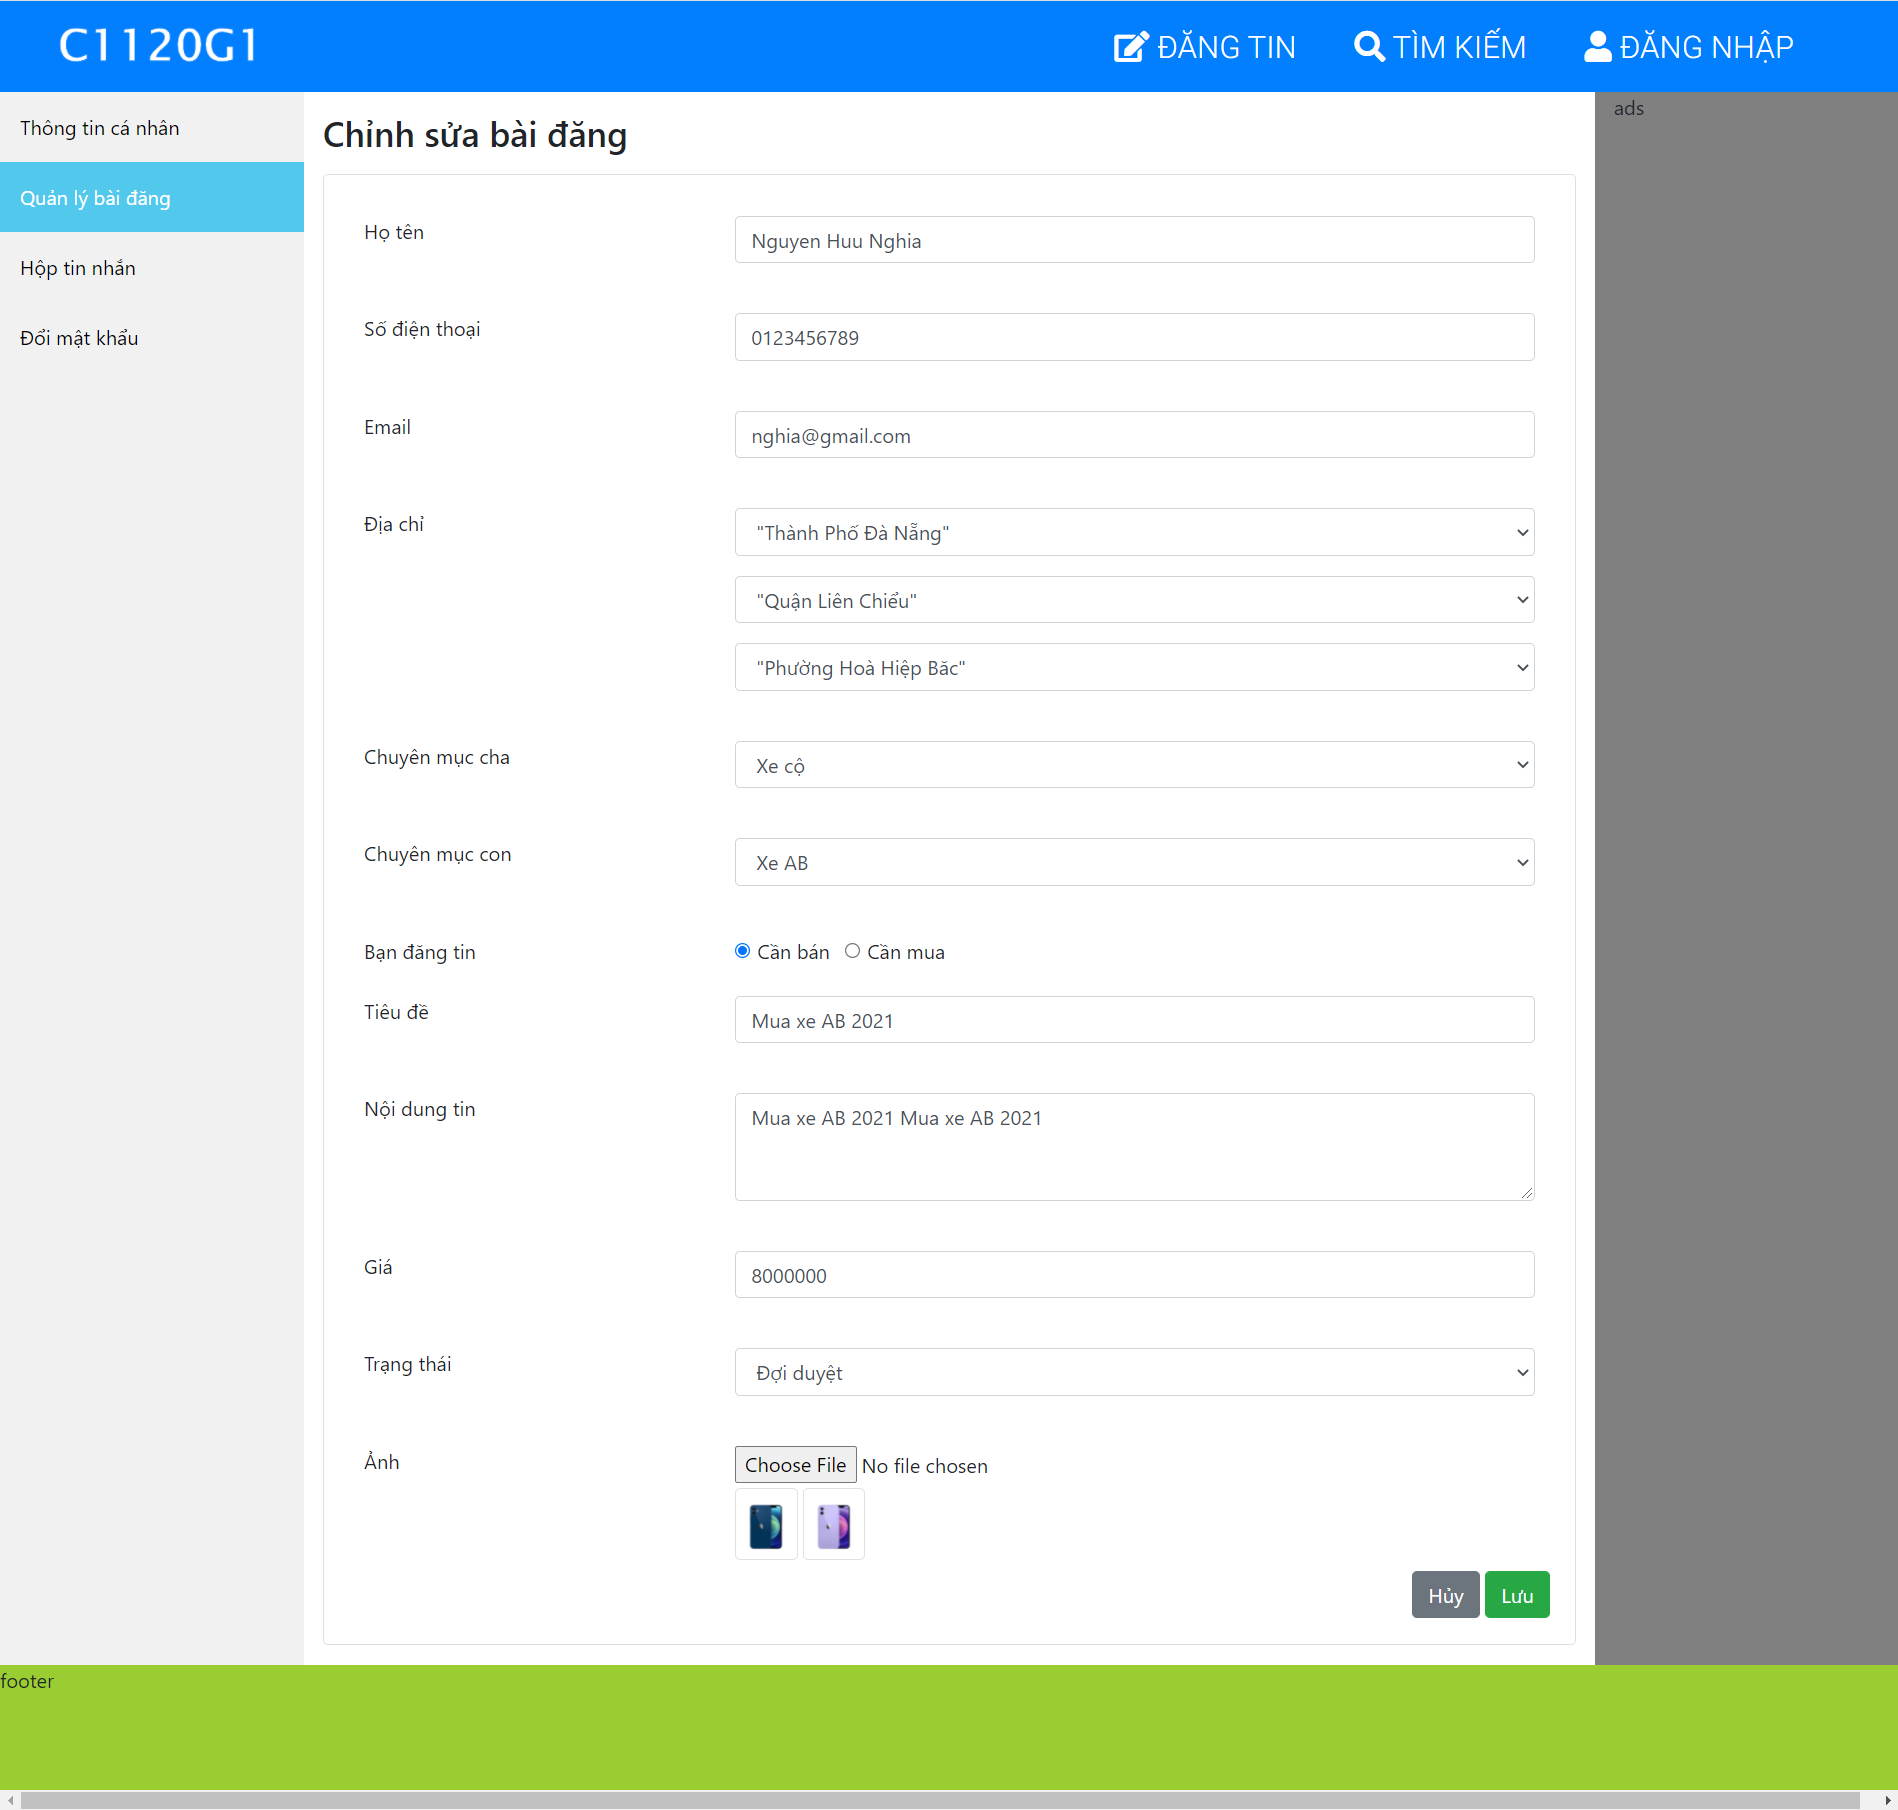 C1120G1
ĐĂNG TIN
TÌM KIẾM
ĐĂNG NHẬP
Thông tin cá nhân
Quản lý bài đăng
Hộp tin nhắn
Đổi mật khẩu
Chỉnh sửa bài đăng
ads
Họ tên
Nguyen Huu Nghia
Số điện thoại
0123456789
Email
nghia@gmail.com
Địa chỉ
"Thành Phố Đà Nẵng"
"Quận Liên Chiểu"
"Phường Hoà Hiệp Băc"
Chuyên mục cha
Xe cộ
Chuyên mục con
Xe AB
Bạn đăng tin
Cần bán
Cần mua
Tiêu đề
Mua xe AB 2021
Nội dung tin
Mua xe AB 2021 Mua xe AB 2021
Giá
8000000
Trạng thái
Đợi duyệt
Ảnh
Choose File No file chosen
Hủy
Lưu
footer